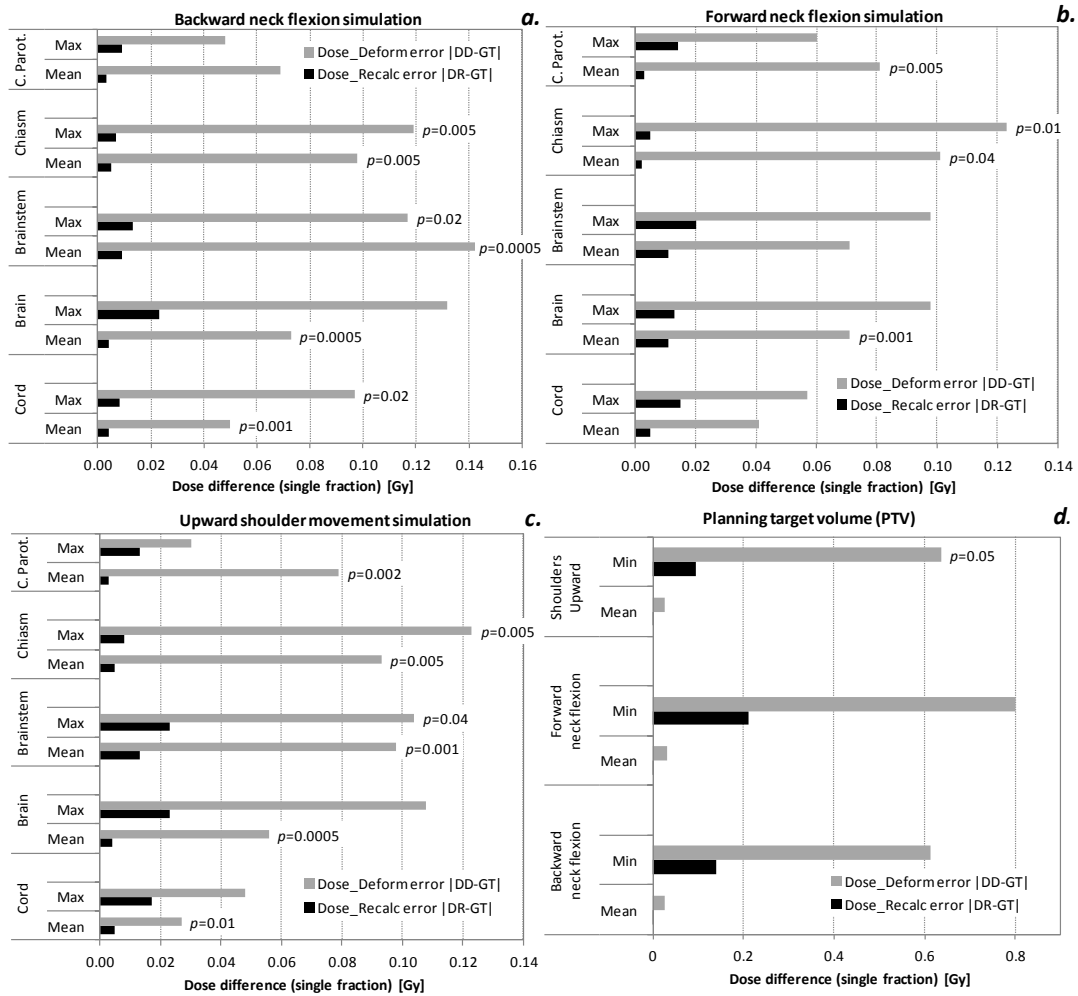 Backward neck flexion simulation
a.
Dose_Deform error |DD-GT|
Dose_Recalc error |DR-GT|
C. Parot.
Max
Mean
Chiasm
Max
p=0.005
Mean
p=0.005
Brainstem
Max
p=0.02
Mean
p=0.0005
Brain
Max
Mean
p=0.0005
Cord
Max
p=0.02
Mean
p=0.001
0.00 0.02 0.04 0.06 0.08 0.10 0.12 0.14 0.16
Dose difference (single fraction) [Gy]
Forward neck flexion simulation
b.
C. Parot.
Max
Mean
p=0.005
Chiasm
Max
p=0.01
Mean
p=0.04
Brainstem
Max
Mean
Brain
Max
Mean
p=0.001
Cord
Max
Mean
Dose_Deform error |DD-GT|
Dose_Recalc error |DR-GT|
0.00 0.02 0.04 0.06 0.08 0.10 0.12 0.14
Dose difference (single fraction) [Gy]
Upward shoulder movement simulation
c.
C. Parot.
Max
Mean
p=0.002
Chiasm
Max
p=0.005
Mean
p=0.005
Brainstem
Max
p=0.04
Mean
p=0.001
Brain
Max
Mean
p=0.0005
Cord
Max
Mean
p=0.01
Dose_Deform error |DD-GT|
Dose_Recalc error |DR-GT|
0.00 0.02 0.04 0.06 0.08 0.10 0.12 0.14
Dose difference (single fraction) [Gy]
Planning target volume (PTV)
d.
Shoulders
Upward
Min
p=0.05
Mean
Forward
neck flexion
Min
Mean
Backward
neck flexion
Min
Mean
Dose_Deform error |DD-GT|
Dose_Recalc error |DR-GT|
0 0.2 0.4 0.6 0.8
Dose difference (single fraction) [Gy]